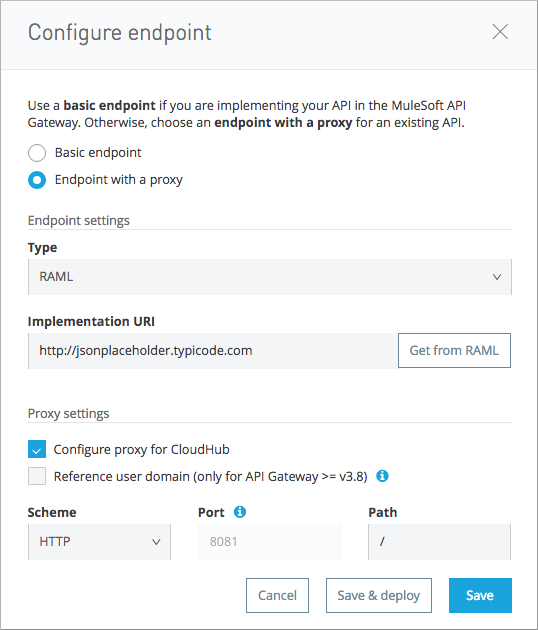 Configure endpoint
Use a basic endpoint if you are implementing your API in the MuleSoft API
Gateway. Otherwise, choose an endpoint with a proxy for an existing API.
Basic endpoint
Endpoint with a proxy
Endpoint settings
Type
RAML
Implementation URI
http://jsonplaceholder.typicode.com
Get from RAML
Proxy settings
Configure proxy for CloudHub
Reference user domain (only for API Gateway >= v3.8)
Scheme Port Path
HTTP 8081 /
Cancel Save & deploy Save